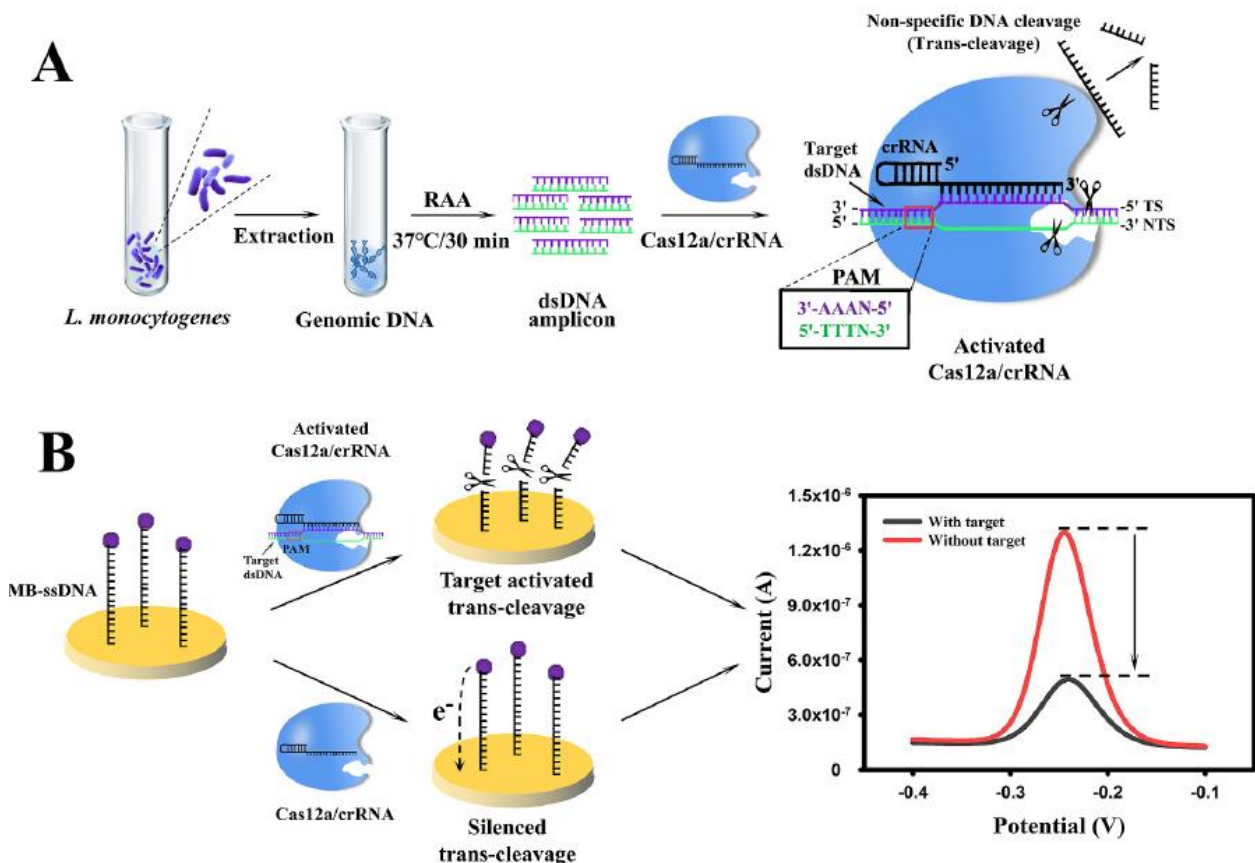 A
Non-specific DNA cleavage
(Trans-cleavage)
Target
dsDNA
crRNA
5'
3'
3'-
-5' TS
5'-
-3' NTS
RAA
Extraction
37°C/30 min
Cas12a/crRNA
PAM
3'-AAAN-5'
5'-TTTN-3'
L. monocytogenes
Genomic DNA
dsDNA
amplicon
Activated
Cas12a/crRNA
B
Activated
Cas12a/crRNA
PAM
Target
dsDNA
MB-ssDNA
Target activated
trans-cleavage
e-
Cas12a/crRNA
Silenced
trans-cleavage
With target
Without target
1.5x10-6
1.2x10-6
9.0x10-7
6.0x10-7
3.0x10-7
0
Current (A)
-0.4
-0.3
-0.2
-0.1
Potential (V)